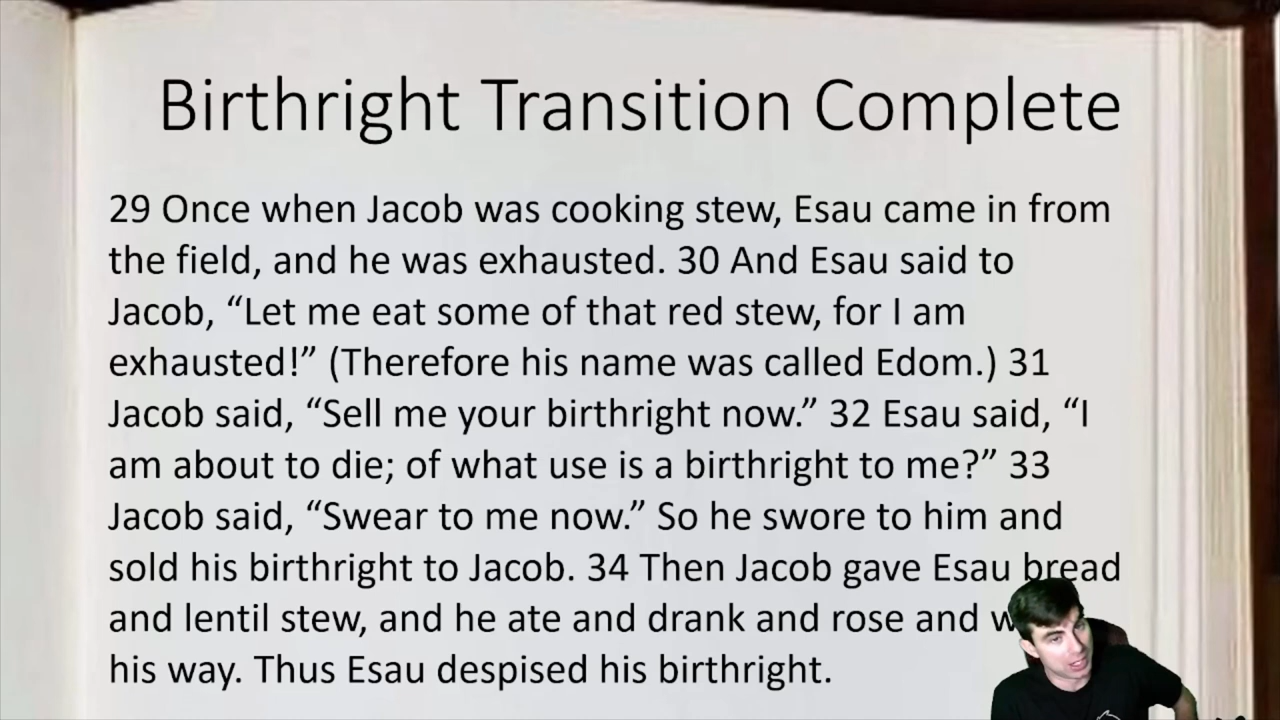 Birthright Transition Complete
29 Once when Jacob was cooking stew, Esau came in from
the field, and he was exhausted. 30 And Esau said to
Jacob, “Let me eat some of that red stew, for I am
exhausted!” (Therefore his name was called Edom.) 31
Jacob said, “Sell me your birthright now.” 32 Esau said, “I
am about to die; of what use is a birthright to me?” 33
Jacob said, “Swear to me now.” So he swore to him and
sold his birthright to Jacob. 34 Then Jacob gave Esau bread
and lentil stew, and he ate and drank and rose and
his way. Thus Esau despised his birthright.